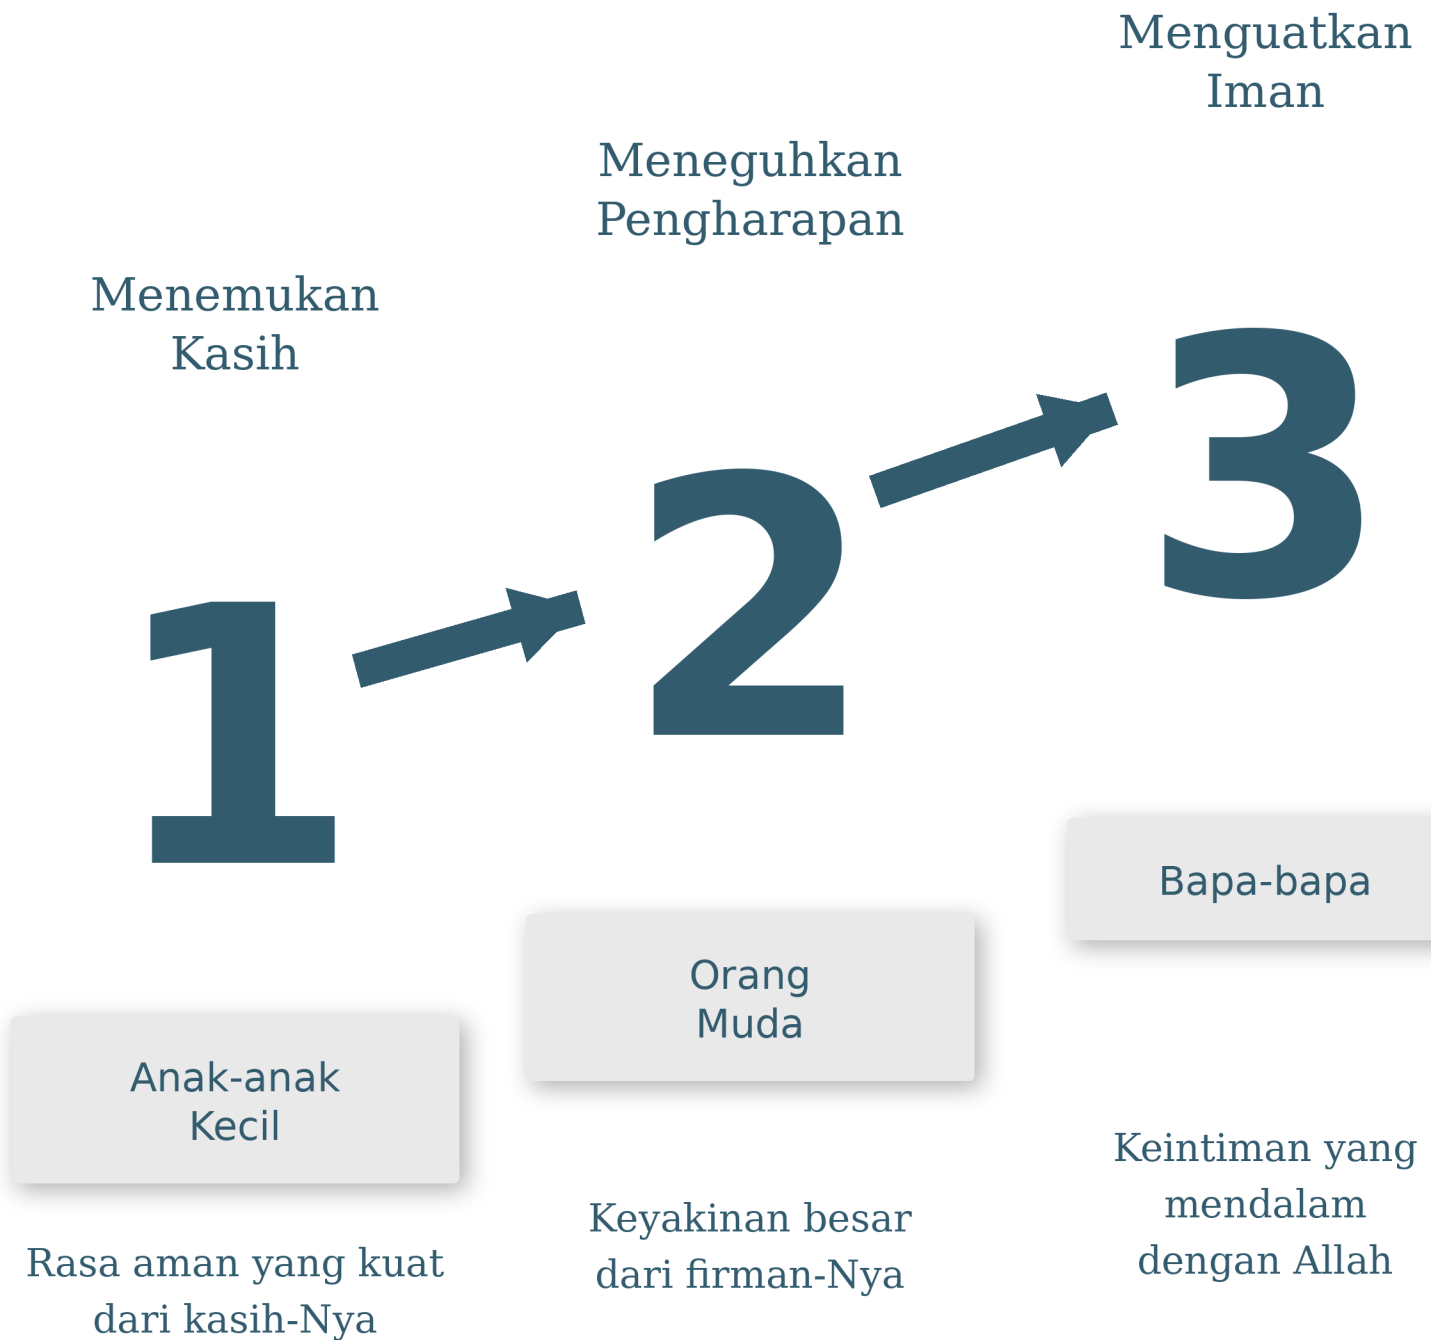 Menemukan
Kasih
1
Anak-anak
Kecil
Rasa aman yang kuat
dari kasih-Nya
Meneguhkan
Pengharapan
2
Orang
Muda
Keyakinan besar
dari firman-Nya
Menguatkan
Iman
3
Bapa-bapa
Keintiman yang
mendalam
dengan Allah